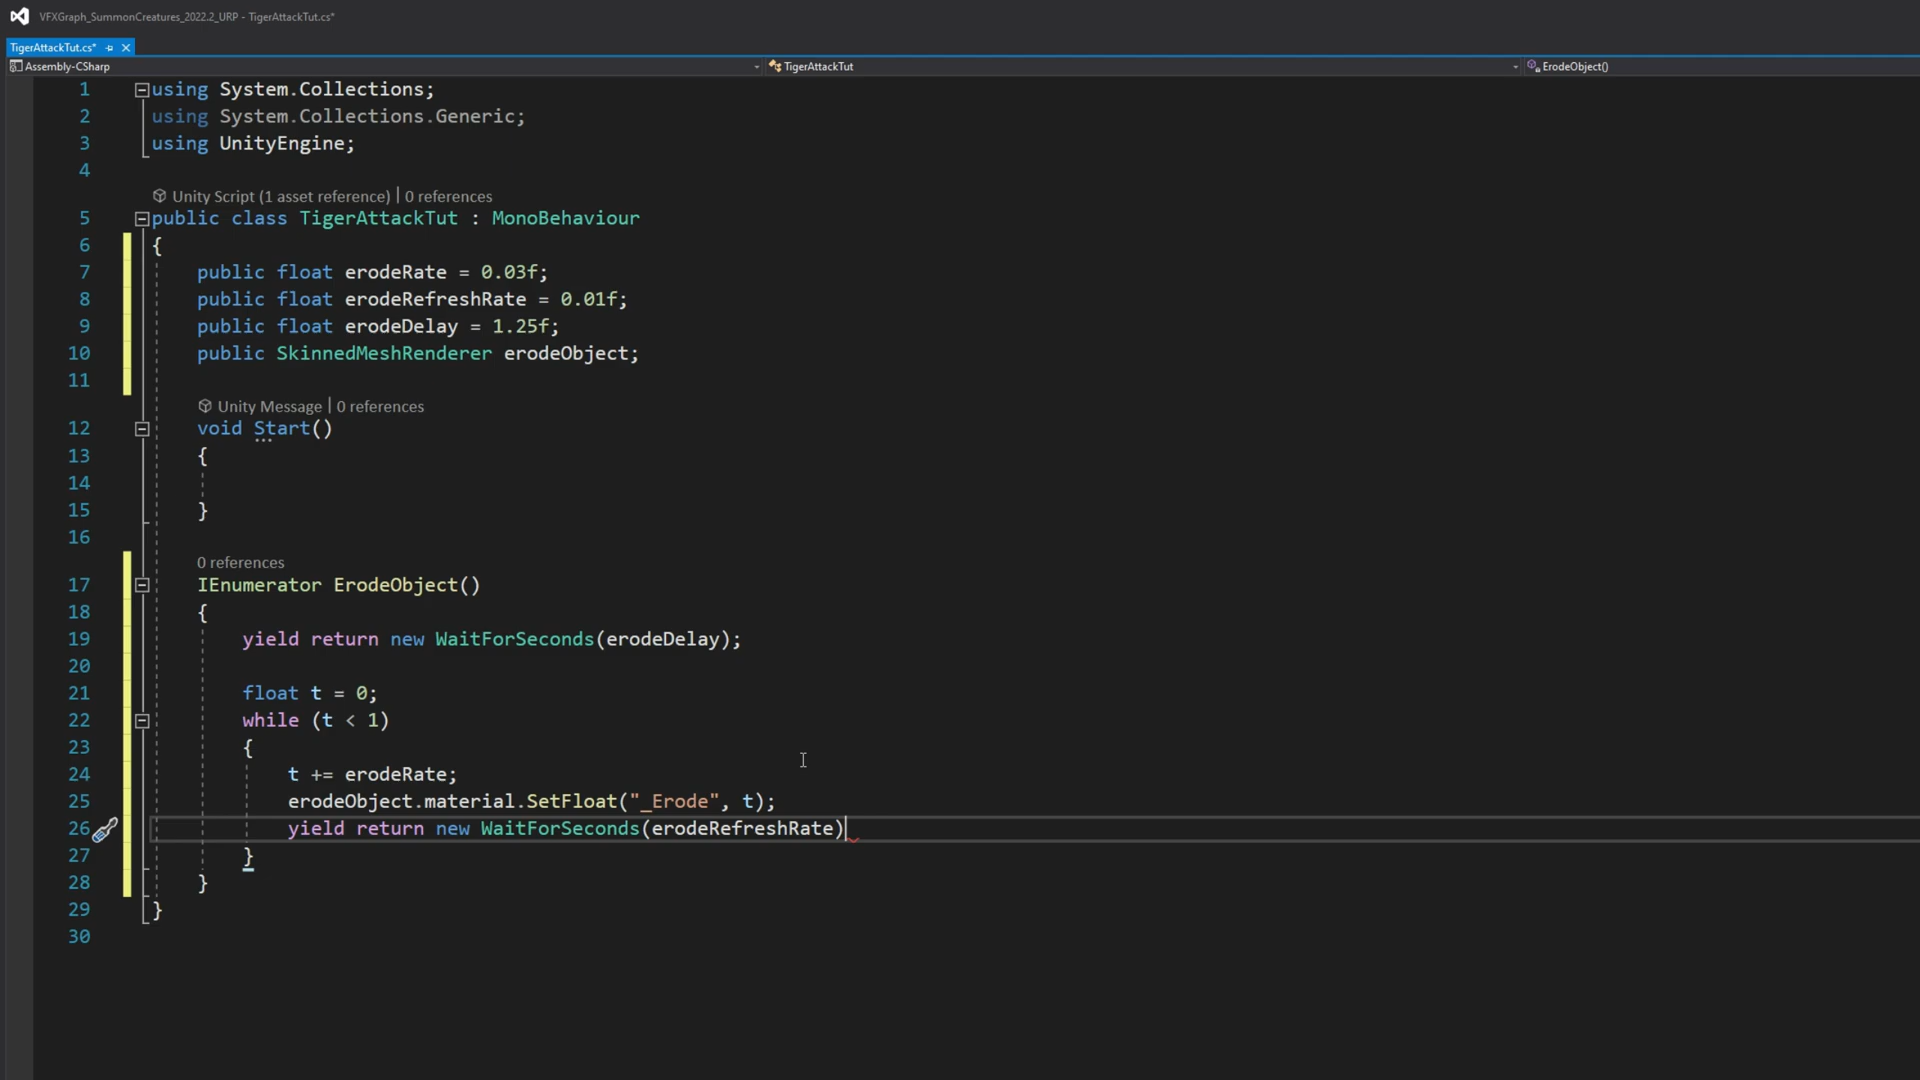 VFXGraph_SummonCreatures_2022.2_URP - TigerAttackTut.cs*
TigerAttackTut.cs*
Assembly-CSharp
TigerAttackTut
ErodeObject()
1 using System.Collections;
2 using System.Collections.Generic;
3 using UnityEngine;
4
Unity Script (1 asset reference) | 0 references
5 public class TigerAttackTut : MonoBehaviour
6 {
7 public float erodeRate = 0.03f;
8 public float erodeRefreshRate = 0.01f;
9 public float erodeDelay = 1.25f;
10 public SkinnedMeshRenderer erodeObject;
11
Unity Message | 0 references
12 void Start()
13 {
14
15 }
16
0 references
17 IEnumerator ErodeObject()
18 {
19 yield return new WaitForSeconds(erodeDelay);
20
21 float t = 0;
22 while (t < 1)
23 {
24 t += erodeRate;
25 erodeObject.material.SetFloat("_Erode", t);
26 yield return new WaitForSeconds(erodeRefreshRate)
27 }
28 }
29 }
30